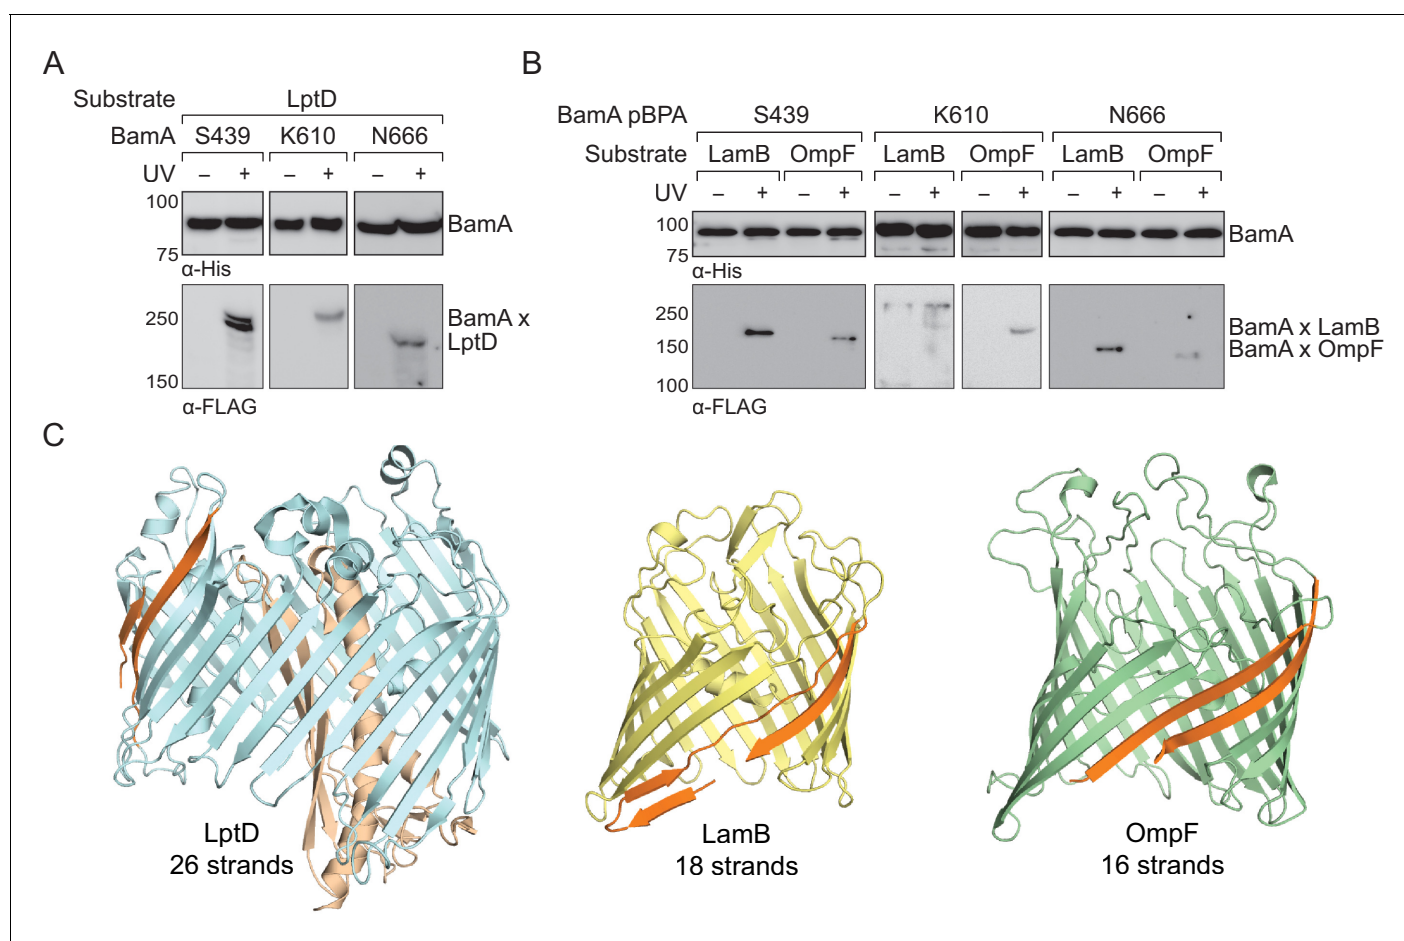 A
Substrate LptD
BamA S439 K610 N666
UV – + – + – +
100
75
BamA
α-His
250
150
BamA x
LptD
α-FLAG
B
BamA pBPA S439 K610 N666
Substrate LamB OmpF LamB OmpF LamB OmpF
UV – + – + – + – + – + – +
100
75
BamA
α-His
250
150
100
BamA x LamB
BamA x OmpF
α-FLAG
C
LptD
26 strands
LamB
18 strands
OmpF
16 strands